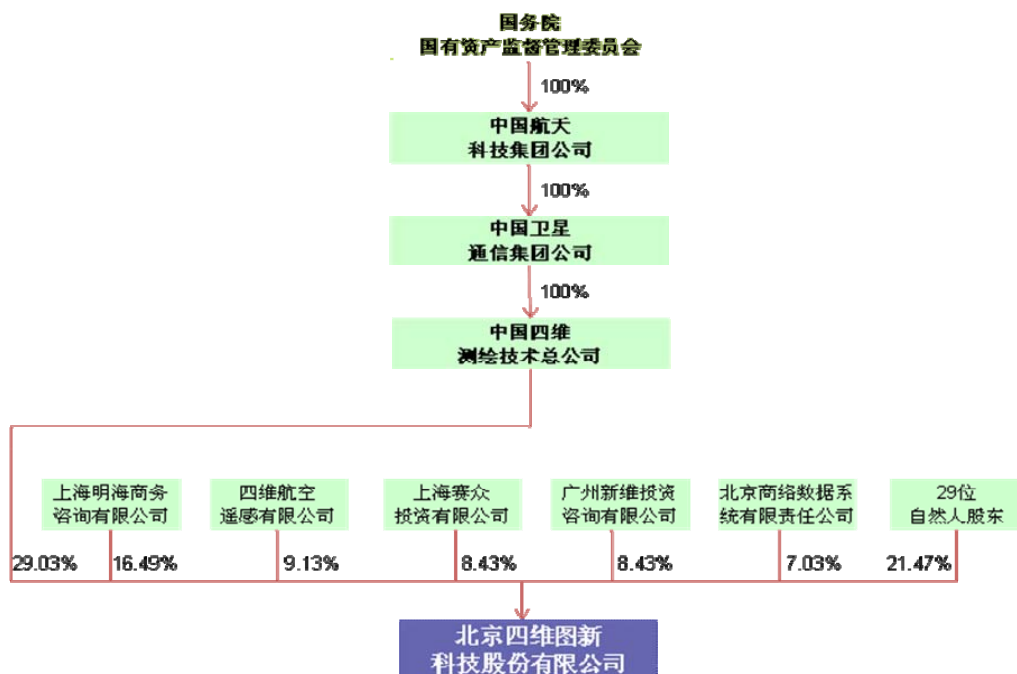 国务院
国有资产监督管理委员会
100%
中国航天
科技集团公司
100%
中国卫星
通信集团公司
100%
中国四维
测绘技术总公司
上海明海商务
咨询有限公司
四维航空
遥感有限公司
上海赛众
投资有限公司
广州新维投资
咨询有限公司
北京商络数据系
统有限责任公司
29位
自然人股东
29.03%
16.49%
9.13%
8.43%
8.43%
7.03%
21.47%
北京四维图新
科技股份有限公司